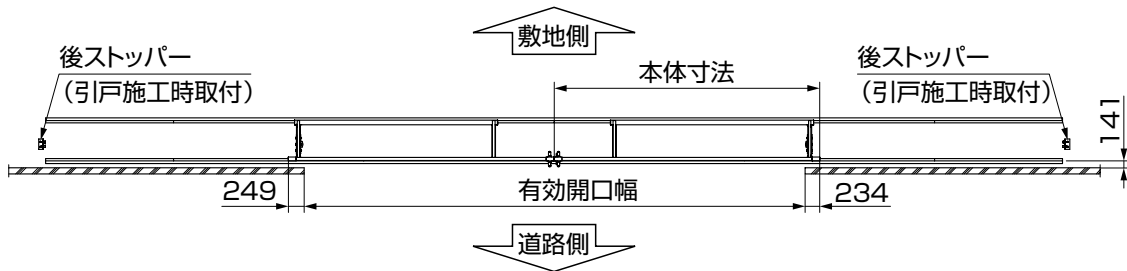 敷地側
後ストッパー
（引戸施工時取付）
本体寸法
後ストッパー
（引戸施工時取付）
141
249
有効開口幅
234
道路側